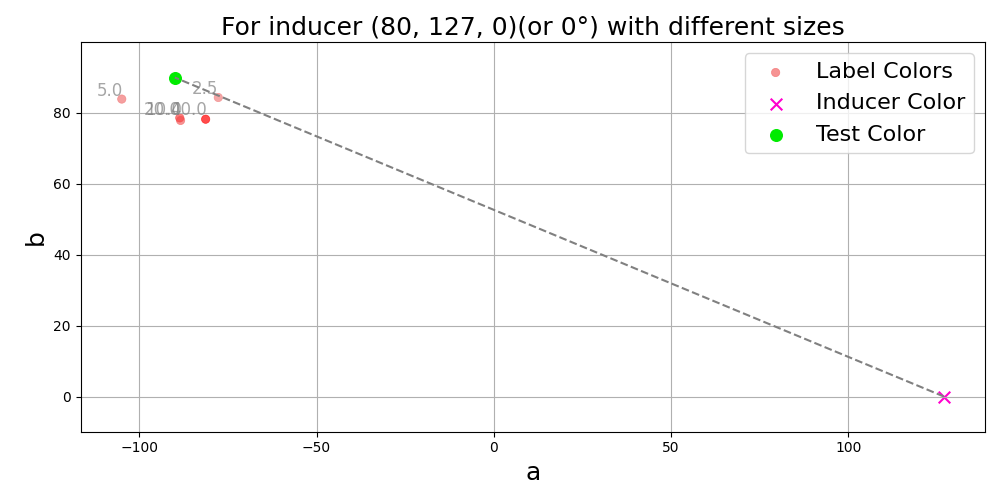 For inducer (80, 127, 0)(or 0°) with different sizes
Label Colors
Inducer Color
Test Color
5.0
2.5
80
60
40
20
0
−100
−50
0
50
100
a
b